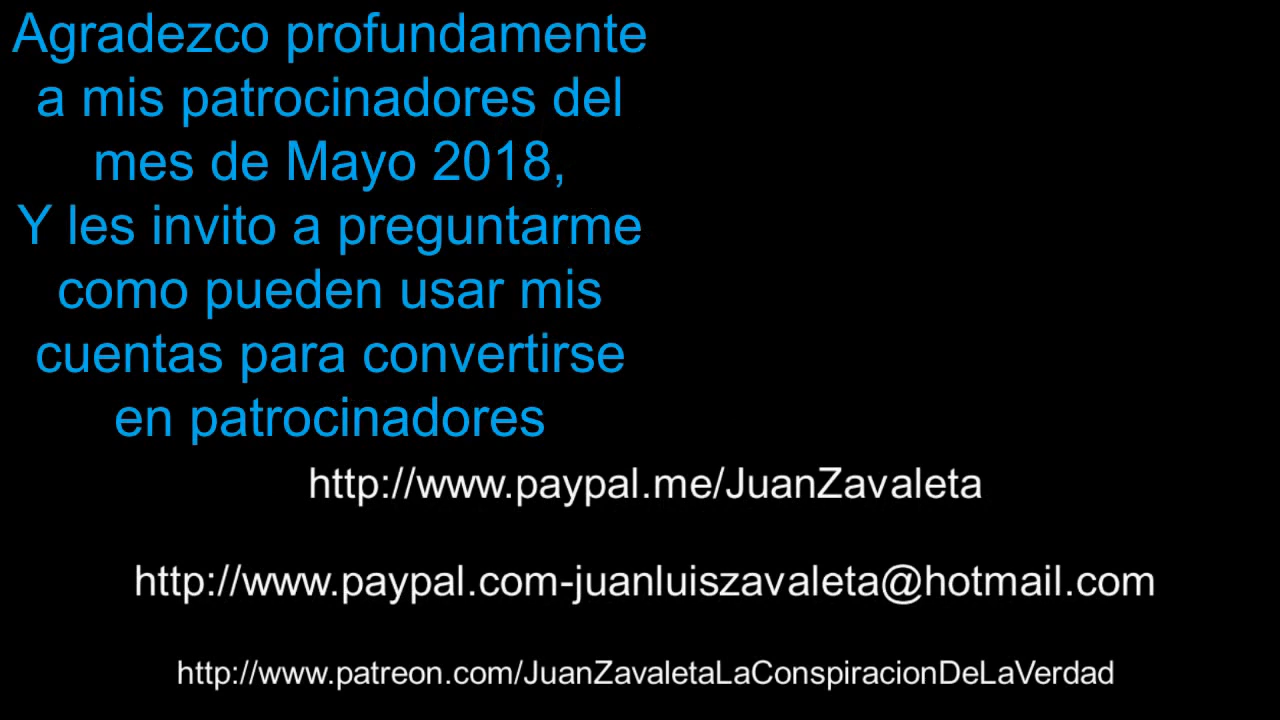 Agradezco profundamente
a mis patrocinadores del
mes de Mayo 2018,
Y les invito a preguntarme
como pueden usar mis
cuentas para convertirse
en patrocinadores
http://www.paypal.me/JuanZavaleta
http://www.paypal.com-juanluiszavaleta@hotmail.com
http://www.patreon.com/JuanZavaletaLaConspiracionDeLaVerdad